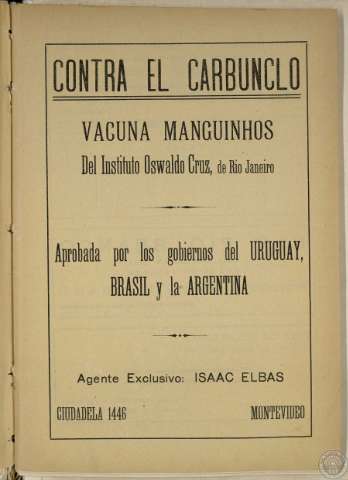 CONTRA EL CARBUNCLO
VACUNA MANGUINHOS
Del Instituto Oswaldo Cruz, de Rio Janeiro
Aprobada por los gobiernos del URUGUAY,
BRASIL y la ARGENTINA
Agente Exclusivo: ISAAC ELBAS
CIUDADELA 1446 MONTEVIDEO